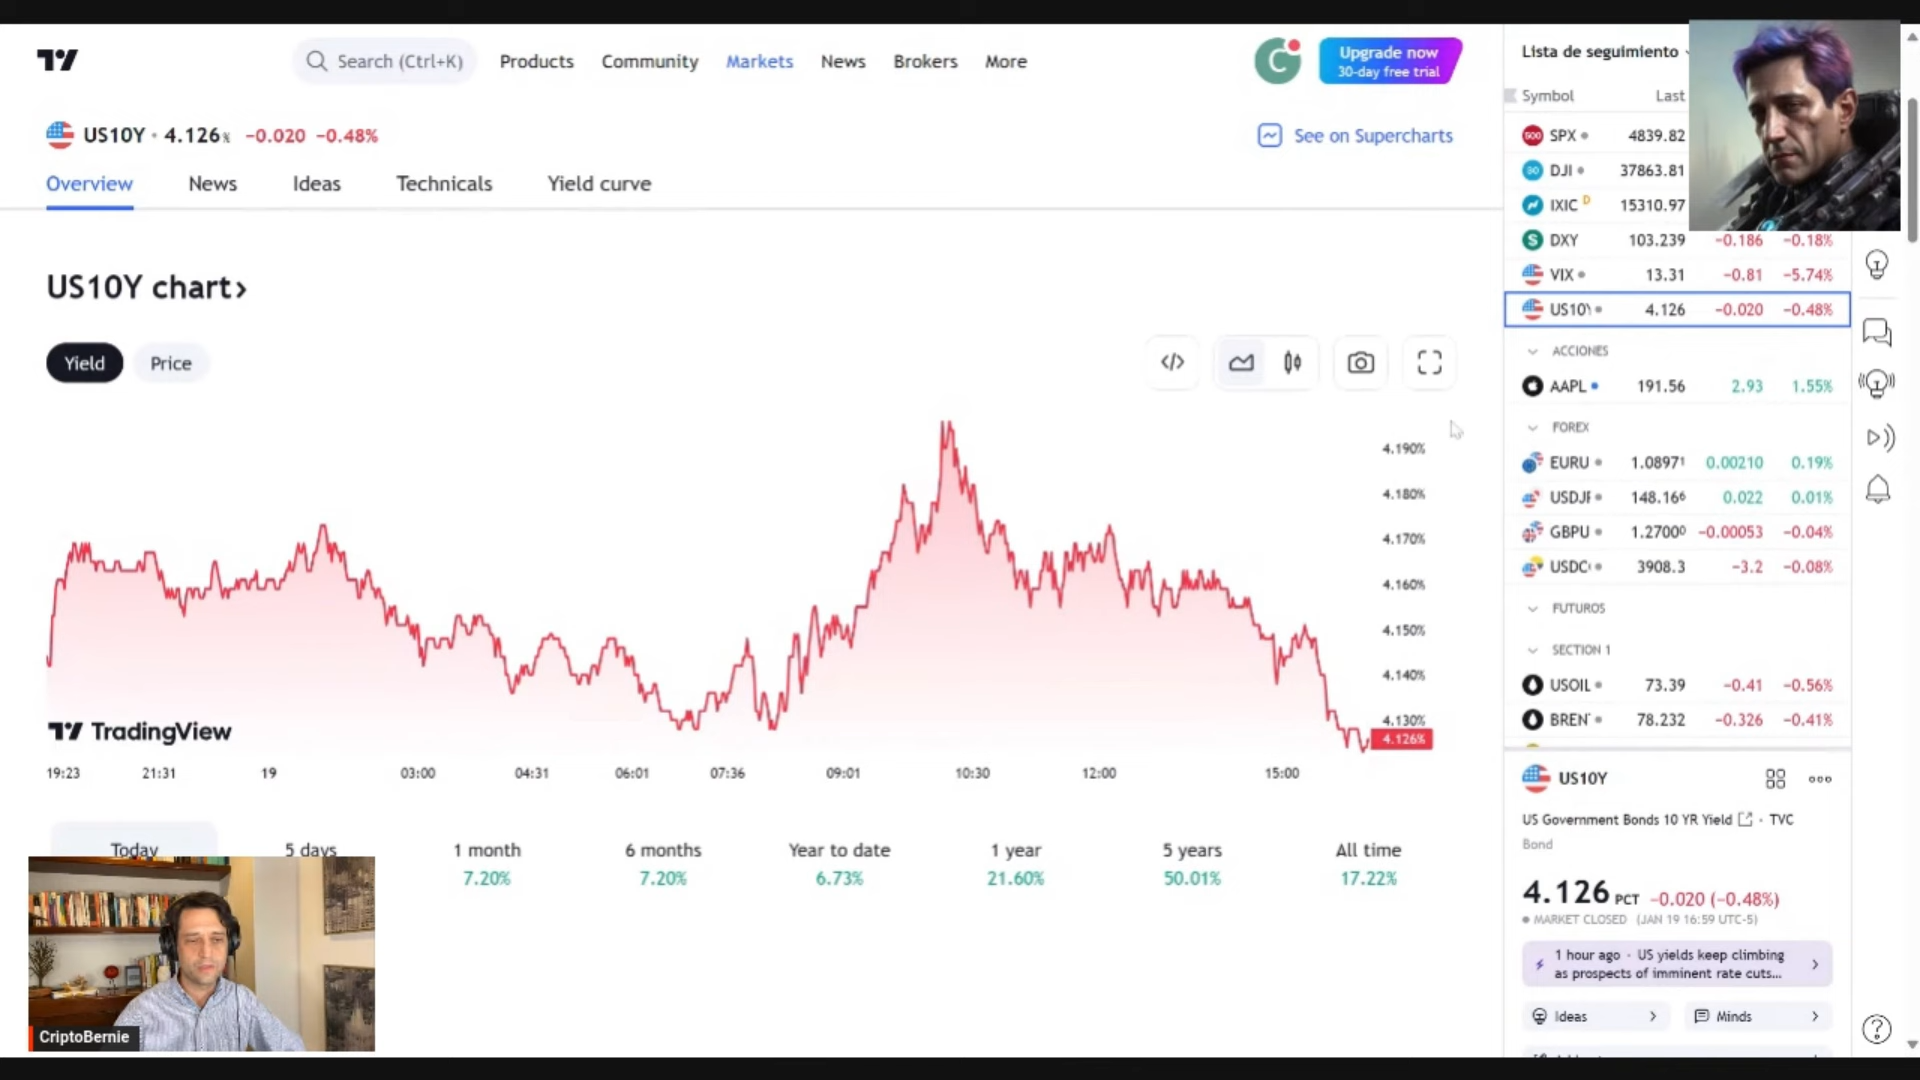 Search (Ctrl+K) Products Community Markets News Brokers More
C
Upgrade now
30-day free trial
US10Y • 4.126% −0.020 −0.48%
See on Supercharts
Overview News Ideas Technicals Yield curve
US10Y chart›
Yield Price
4.190%
4.180%
4.170%
4.160%
4.150%
4.140%
4.130%
4.126%
TradingView
19:23 21:31 19 03:00 04:31 06:01 07:36 09:01 10:30 12:00 15:00
Today 5 days 1 month 6 months Year to date 1 year 5 years All time
7.20% 7.20% 6.73% 21.60% 50.01% 17.22%
CriptoBernie
Lista de seguimiento
Symbol Last
500 SPX 4839.82
30 DJI 37863.81
IXIC D 15310.97
S DXY 103.239 −0.186 −0.18%
VIX 13.31 −0.81 −5.74%
US10Y 4.126 −0.020 −0.48%
ACCIONES
AAPL 191.56 2.93 1.55%
FOREX
EURU 1.08971 0.00210 0.19%
USDJF 148.166 0.022 0.01%
GBPU 1.27000 −0.00053 −0.04%
USDC 3908.3 −3.2 −0.08%
FUTUROS
SECTION 1
USOIL 73.39 −0.41 −0.56%
BREN 78.232 −0.326 −0.41%
US10Y
US Government Bonds 10 YR Yield • TVC
Bond
4.126 PCT −0.020 (−0.48%)
MARKET CLOSED (JAN 19 16:59 UTC-5)
1 hour ago • US yields keep climbing
as prospects of imminent rate cuts...
Ideas Minds